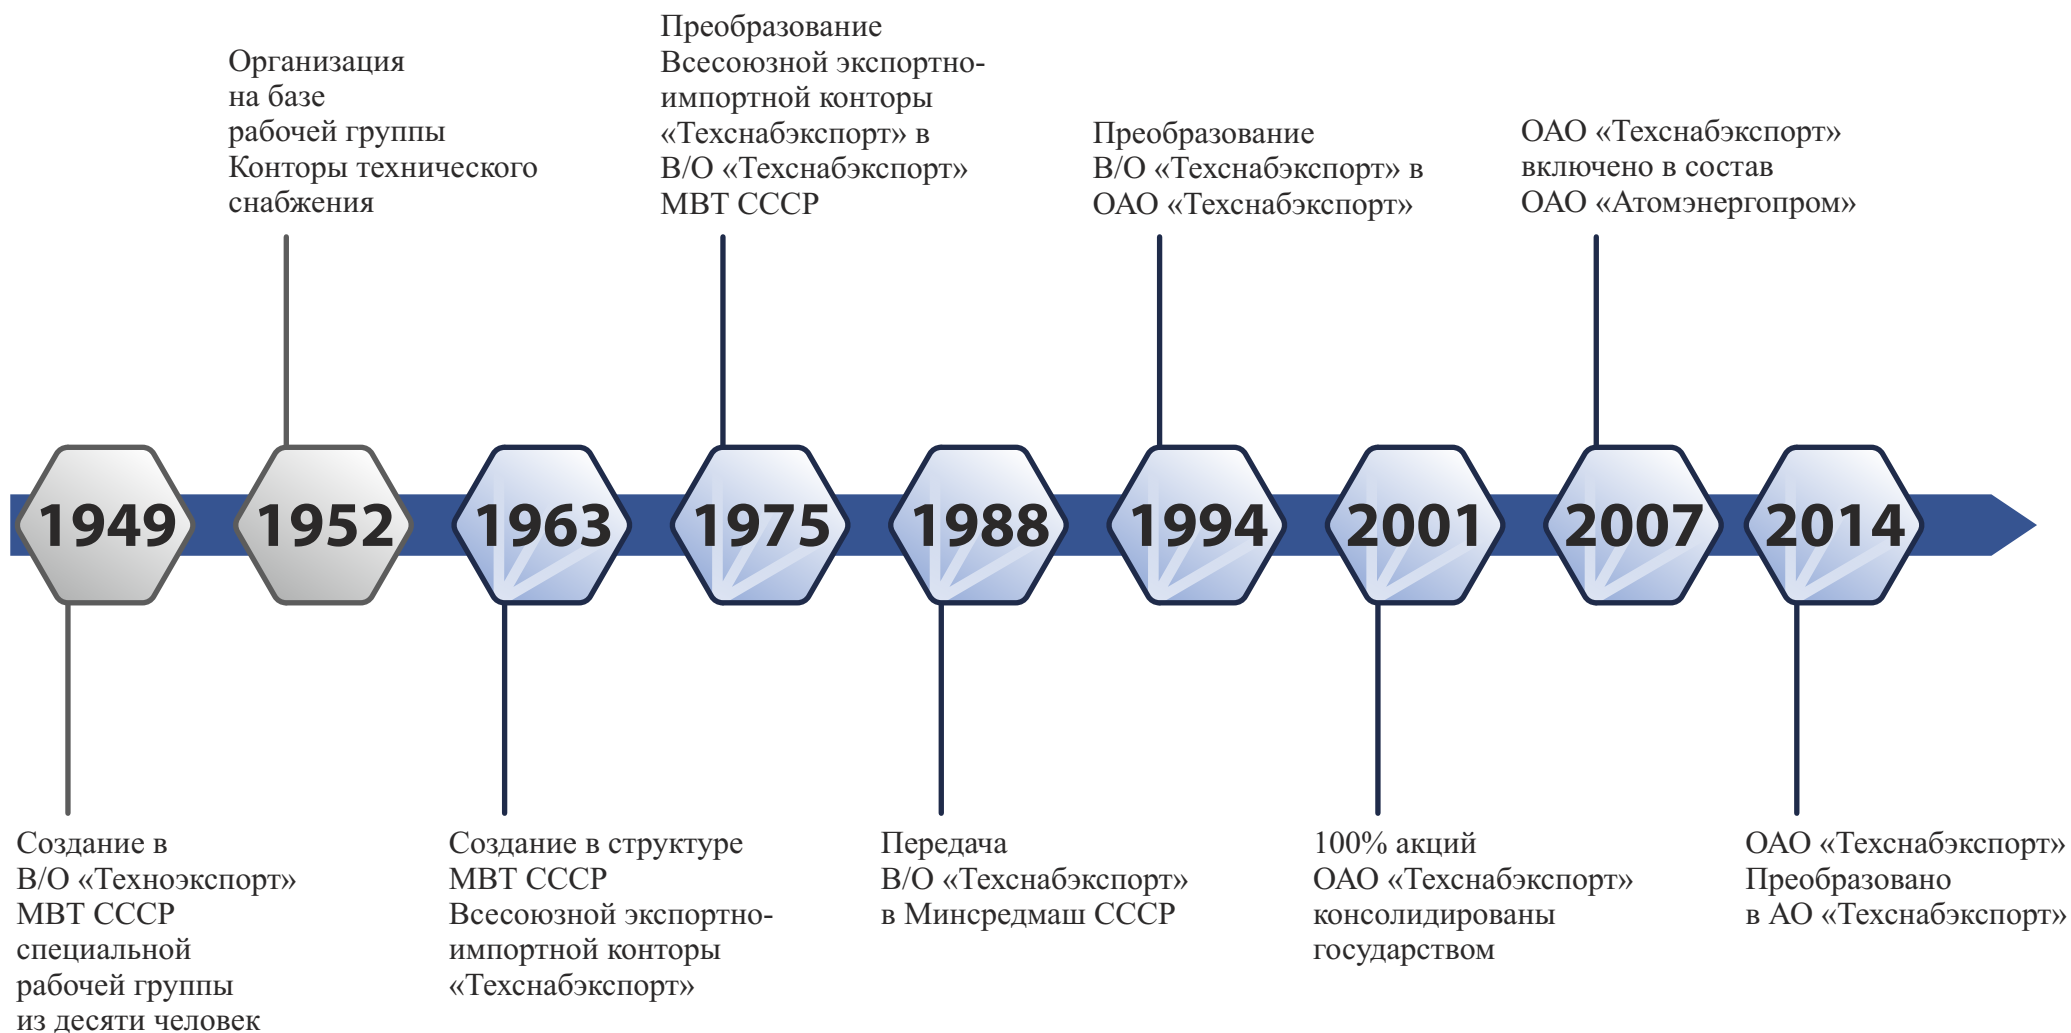 Организация
на базе
рабочей группы
Конторы технического
снабжения
Преобразование
Всесоюзной экспортно-
импортной конторы
«Техснабэкспорт» в
В/О «Техснабэкспорт»
МВТ СССР
Преобразование
В/О «Техснабэкспорт» в
ОАО «Техснабэкспорт»
ОАО «Техснабэкспорт»
включено в состав
ОАО «Атомэнергопром»
1949
1952
1963
1975
1988
1994
2001
2007
2014
Создание в
В/О «Техноэкспорт»
МВТ СССР
специальной
рабочей группы
из десяти человек
Создание в структуре
МВТ СССР
Всесоюзной экспортно-
импортной конторы
«Техснабэкспорт»
Передача
В/О «Техснабэкспорт»
в Минсредмаш СССР
100% акций
ОАО «Техснабэкспорт»
консолидированы
государством
ОАО «Техснабэкспорт»
Преобразовано
в АО «Техснабэкспорт»